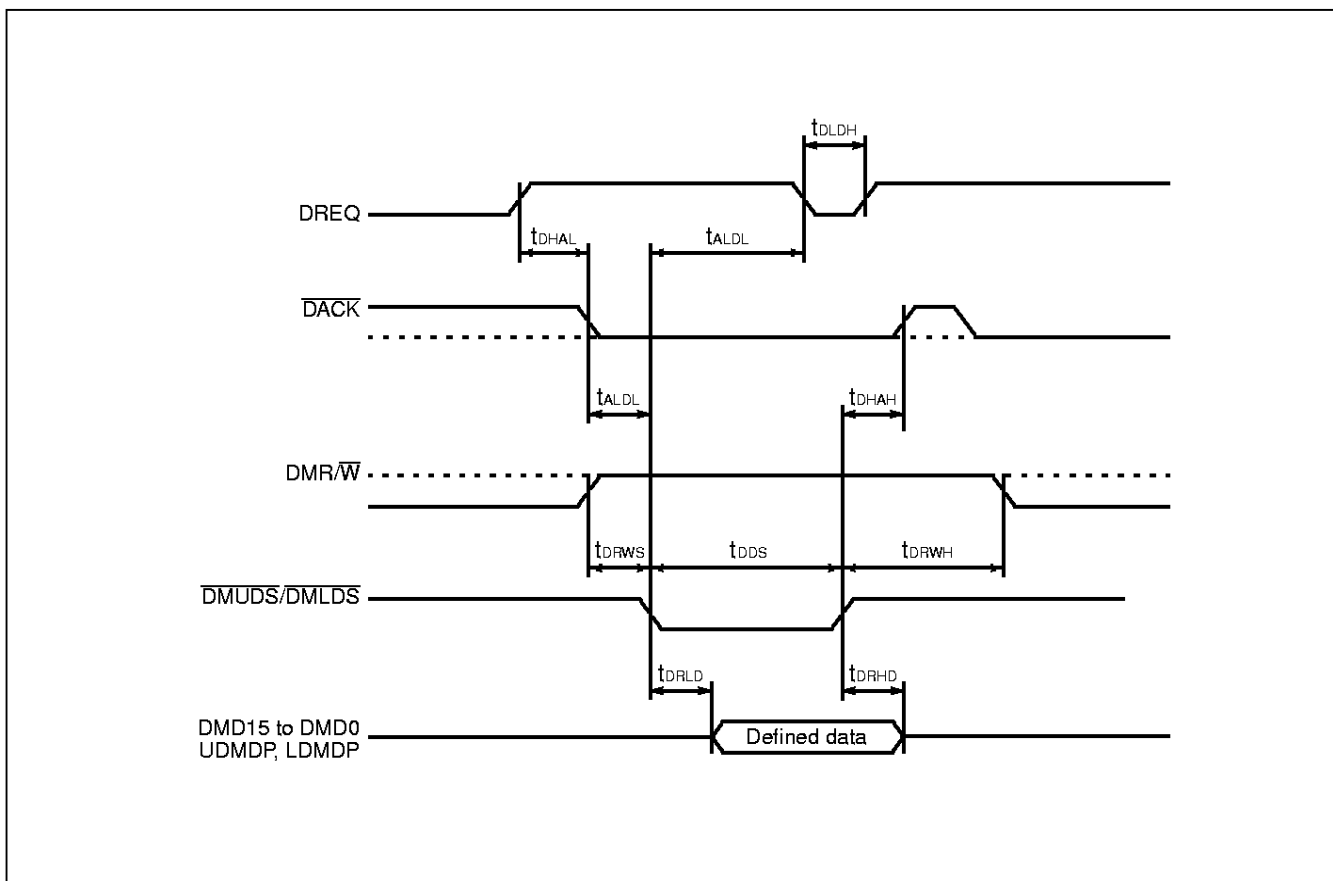 tDLDH
DREQ
tDHAL
tALDL
DACK
tALDL
tDHAH
DMR/W
tDRWS
tDDS
tDRWH
DMUDS/DMLDS
tDRLD
tDRHD
DMD15 to DMD0
UDMDP, LDMDP
Defined data